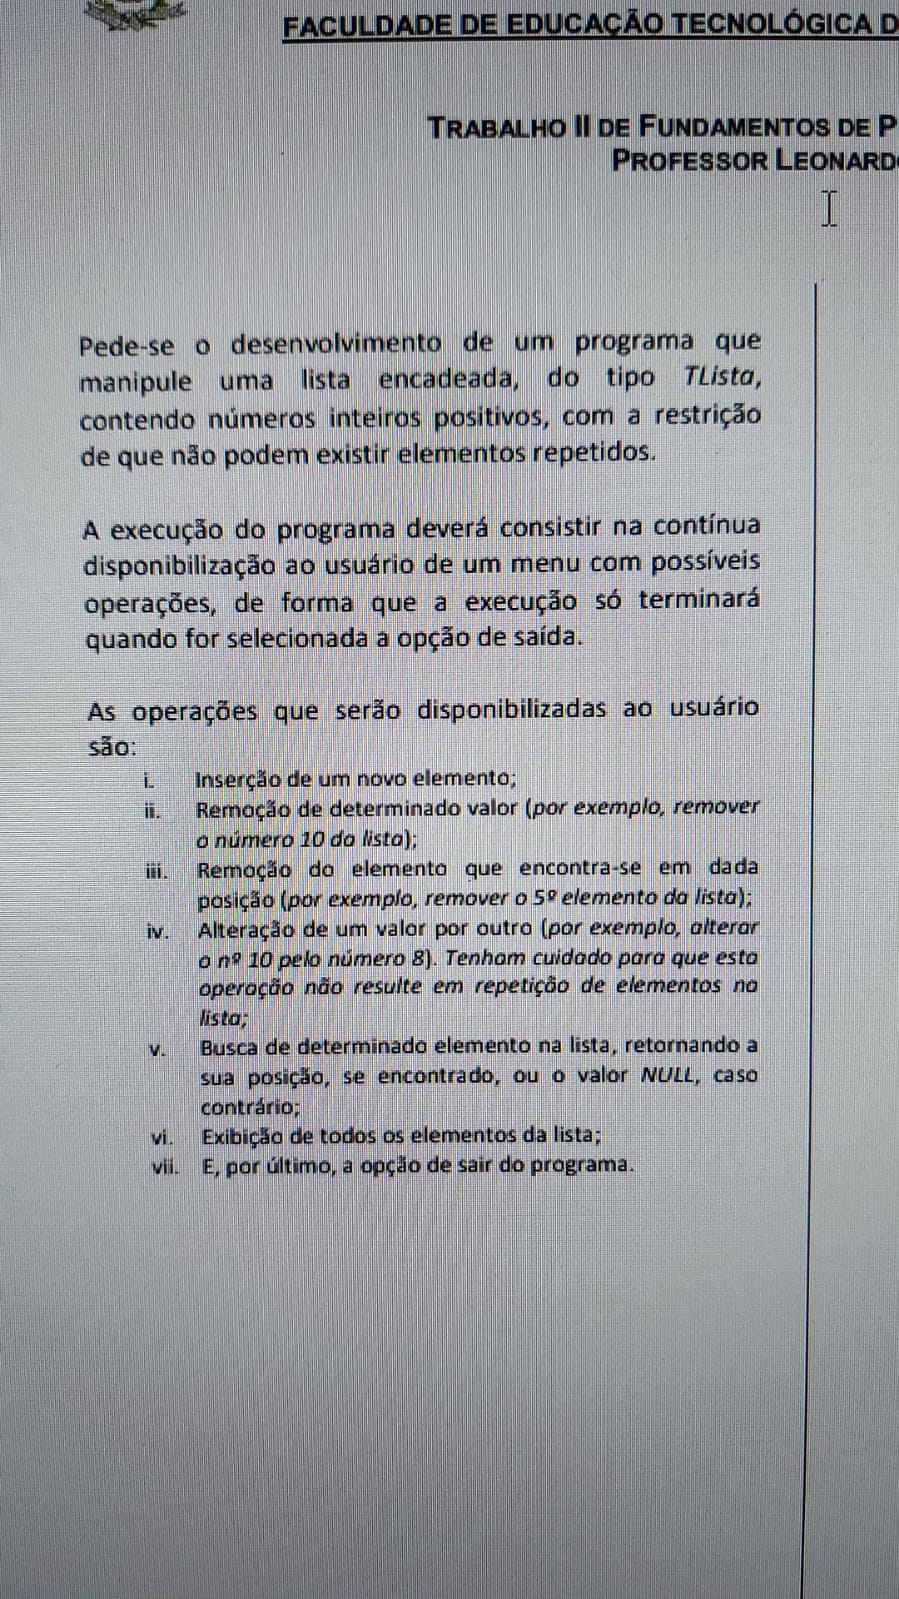 FACULDADE DE EDUCAÇÃO TECNOLÓGICA D
TRABALHO II DE FUNDAMENTOS DE P
PROFESSOR LEONARD
Pede-se o desenvolvimento de um programa que
manipule uma lista encadeada, do tipo TLista,
contendo números inteiros positivos, com a restrição
de que não podem existir elementos repetidos.
A execução do programa deverá consistir na contínua
disponibilização ao usuário de um menu com possíveis
operações, de forma que a execução só terminará
quando for selecionada a opção de saída.
As operações que serão disponibilizadas ao usuário
são:
i. Inserção de um novo elemento;
ii. Remoção de determinado valor (por exemplo, remover
o número 10 da lista);
iii. Remoção do elemento que encontra-se em dada
posição (por exemplo, remover o 5º elemento da lista);
iv. Alteração de um valor por outro (por exemplo, alterar
o nº 10 pelo número 8). Tenham cuidado para que esta
operação não resulte em repetição de elementos na
lista;
v. Busca de determinado elemento na lista, retornando a
sua posição, se encontrado, ou o valor NULL, caso
contrário;
vi. Exibição de todos os elementos da lista;
vii. E, por último, a opção de sair do programa.